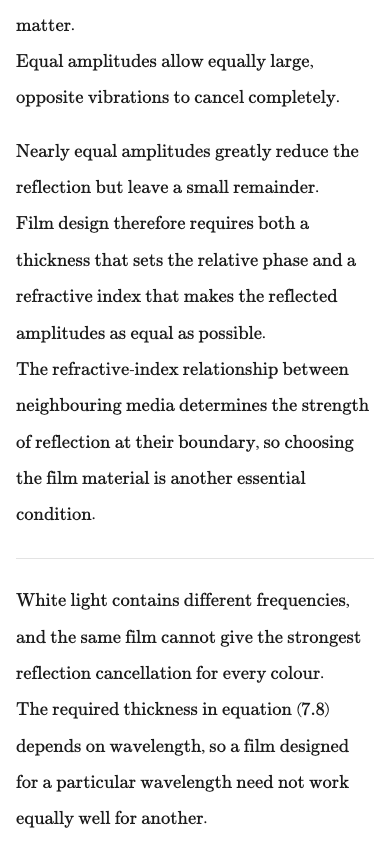 matter.
Equal amplitudes allow equally large,
opposite vibrations to cancel completely.
Nearly equal amplitudes greatly reduce the
reflection but leave a small remainder.
Film design therefore requires both a
thickness that sets the relative phase and a
refractive index that makes the reflected
amplitudes as equal as possible.
The refractive-index relationship between
neighbouring media determines the strength
of reflection at their boundary, so choosing
the film material is another essential
condition.
White light contains different frequencies,
and the same film cannot give the strongest
reflection cancellation for every colour.
The required thickness in equation (7.8)
depends on wavelength, so a film designed
for a particular wavelength need not work
equally well for another.